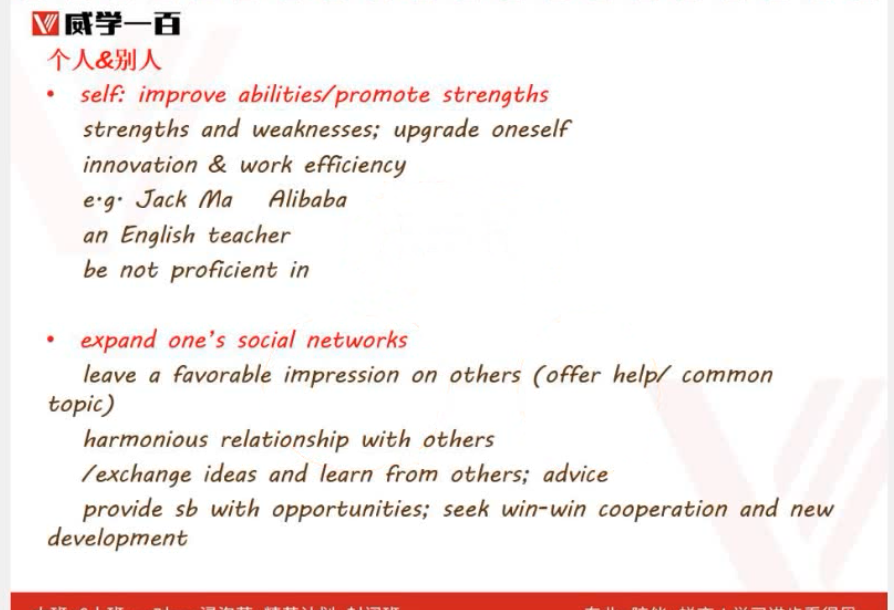 威学一百
个人&别人
• self: improve abilities/promote strengths
strengths and weaknesses; upgrade oneself
innovation & work efficiency
e.g. Jack Ma Alibaba
an English teacher
be not proficient in
• expand one's social networks
leave a favorable impression on others (offer help/ common
topic)
harmonious relationship with others
/exchange ideas and learn from others; advice
provide sb with opportunities; seek win-win cooperation and new
development